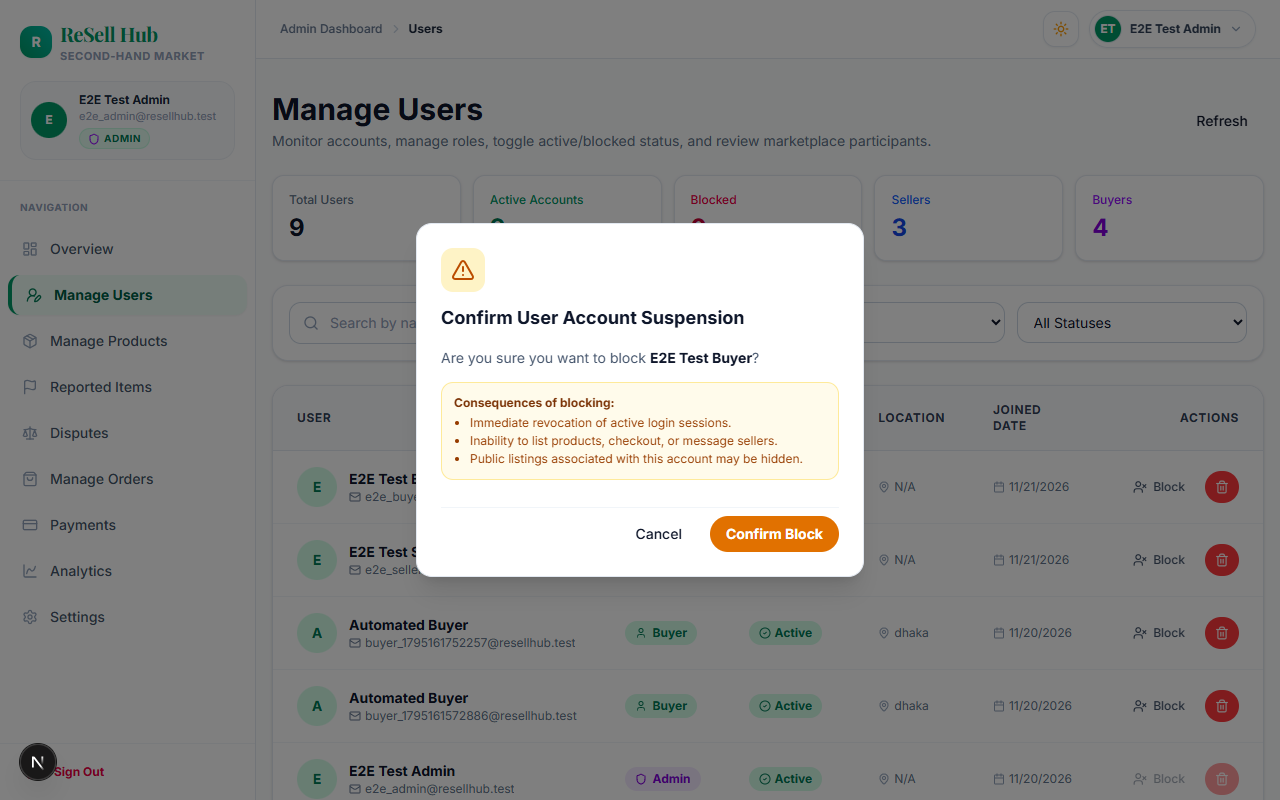 R
ReSell Hub
SECOND-HAND MARKET
E
E2E Test Admin
e2e_admin@resellhub.test
ADMIN
NAVIGATION
Overview
Manage Users
Manage Products
Reported Items
Disputes
Manage Orders
Payments
Analytics
Settings
N
Sign Out
Admin Dashboard
Users
ET
E2E Test Admin
Manage Users
Monitor accounts, manage roles, toggle active/blocked status, and review marketplace participants.
Refresh
Total Users
9
Active Accounts
Blocked
Sellers
3
Buyers
4
Search by na
All Statuses
Confirm User Account Suspension
Are you sure you want to block E2E Test Buyer?
Consequences of blocking:
• Immediate revocation of active login sessions.
• Inability to list products, checkout, or message sellers.
• Public listings associated with this account may be hidden.
Cancel
Confirm Block
USER
LOCATION
JOINED
DATE
ACTIONS
E
E2E Test
e2e_buye
N/A
11/21/2026
Block
E
E2E Test S
e2e_selle
N/A
11/21/2026
Block
A
Automated Buyer
buyer_1795161752257@resellhub.test
Buyer
Active
dhaka
11/20/2026
Block
A
Automated Buyer
buyer_1795161572886@resellhub.test
Buyer
Active
dhaka
11/20/2026
Block
E
E2E Test Admin
e2e_admin@resellhub.test
Admin
Active
N/A
11/20/2026
Block